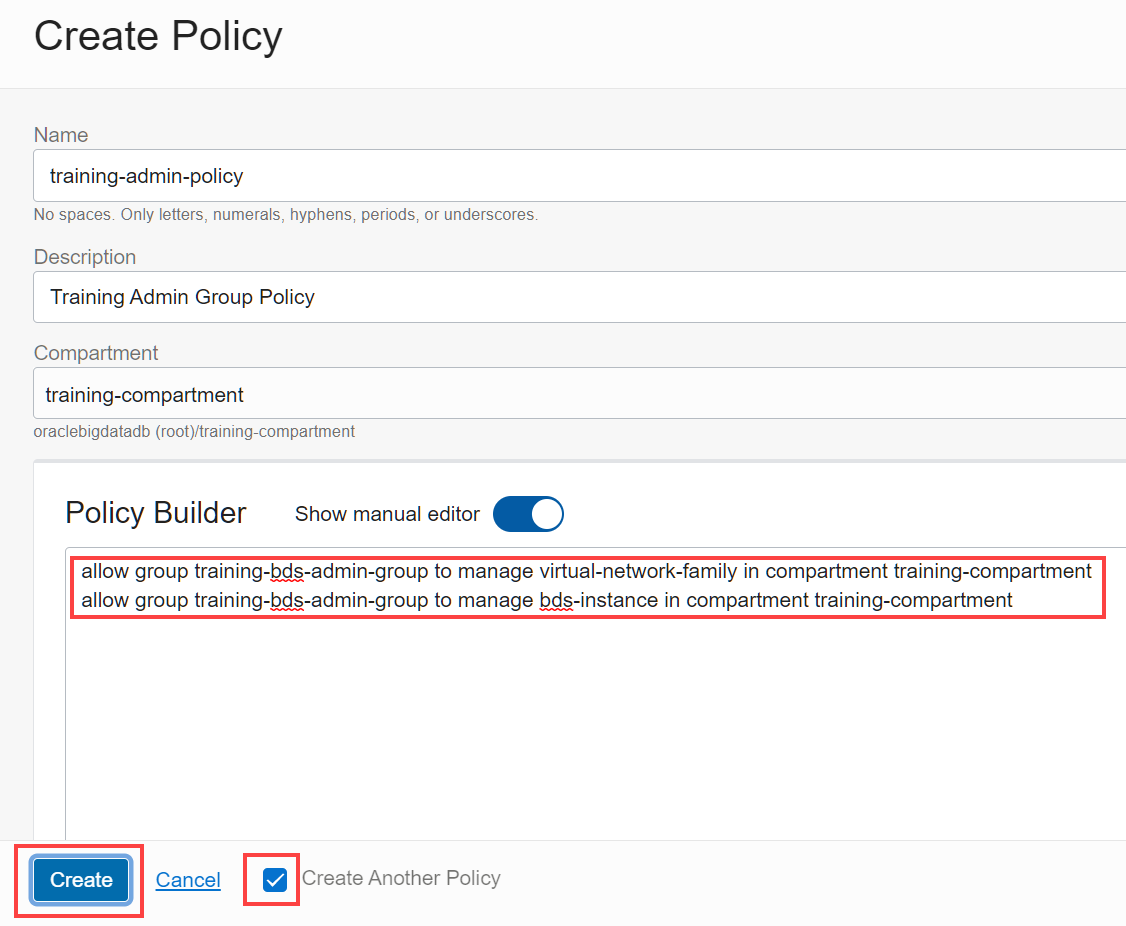 Create Policy
Name
training-admin-policy
No spaces. Only letters, numerals, hyphens, periods, or underscores.
Description
Training Admin Group Policy
Compartment
training-compartment
oraclebigdatadb (root)/training-compartment
Policy Builder Show manual editor
allow group training-bds-admin-group to manage virtual-network-family in compartment training-compartment
allow group training-bds-admin-group to manage bds-instance in compartment training-compartment
Create Cancel Create Another Policy